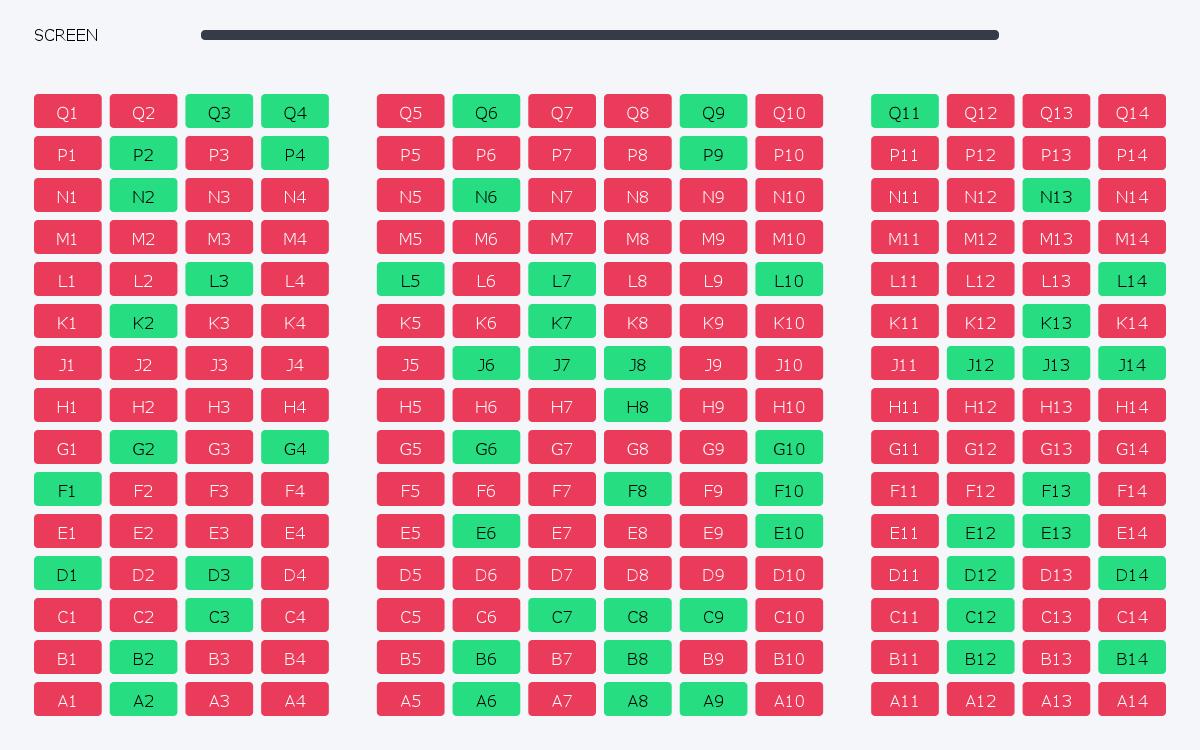 SCREEN
Q1 Q2 Q3 Q4 Q5 Q6 Q7 Q8 Q9 Q10 Q11 Q12 Q13 Q14
P1 P2 P3 P4 P5 P6 P7 P8 P9 P10 P11 P12 P13 P14
N1 N2 N3 N4 N5 N6 N7 N8 N9 N10 N11 N12 N13 N14
M1 M2 M3 M4 M5 M6 M7 M8 M9 M10 M11 M12 M13 M14
L1 L2 L3 L4 L5 L6 L7 L8 L9 L10 L11 L12 L13 L14
K1 K2 K3 K4 K5 K6 K7 K8 K9 K10 K11 K12 K13 K14
J1 J2 J3 J4 J5 J6 J7 J8 J9 J10 J11 J12 J13 J14
H1 H2 H3 H4 H5 H6 H7 H8 H9 H10 H11 H12 H13 H14
G1 G2 G3 G4 G5 G6 G7 G8 G9 G10 G11 G12 G13 G14
F1 F2 F3 F4 F5 F6 F7 F8 F9 F10 F11 F12 F13 F14
E1 E2 E3 E4 E5 E6 E7 E8 E9 E10 E11 E12 E13 E14
D1 D2 D3 D4 D5 D6 D7 D8 D9 D10 D11 D12 D13 D14
C1 C2 C3 C4 C5 C6 C7 C8 C9 C10 C11 C12 C13 C14
B1 B2 B3 B4 B5 B6 B7 B8 B9 B10 B11 B12 B13 B14
A1 A2 A3 A4 A5 A6 A7 A8 A9 A10 A11 A12 A13 A14